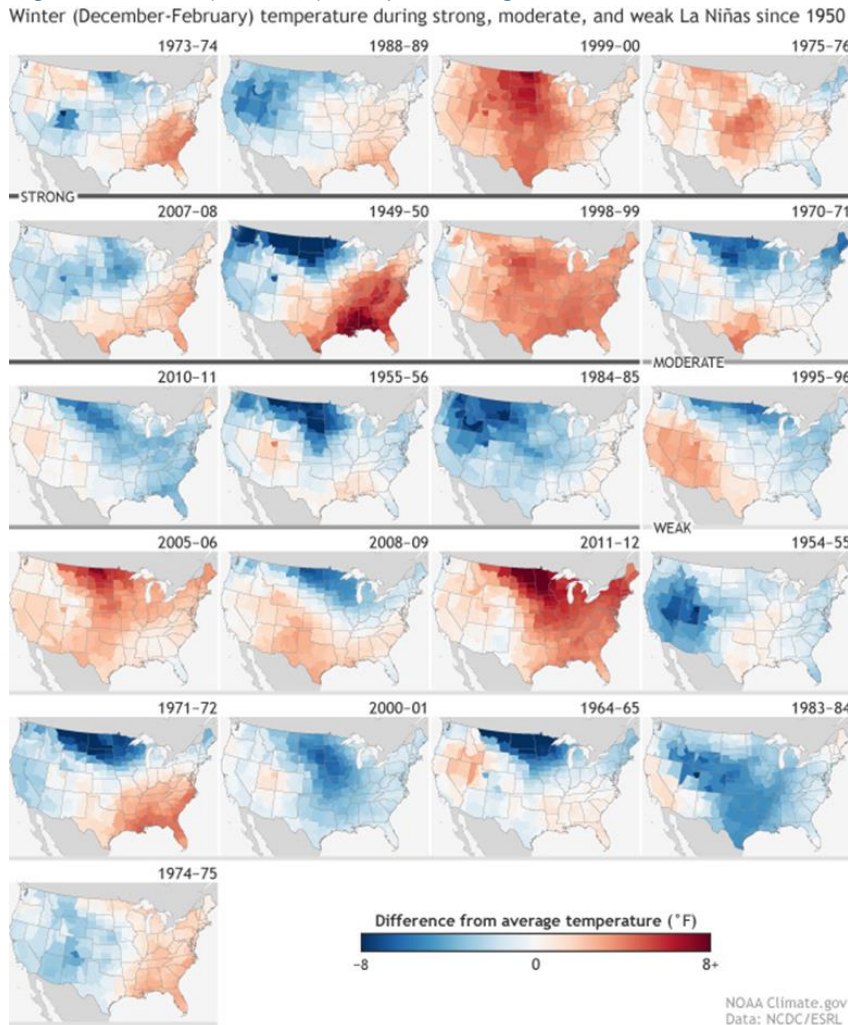 Winter (December-February) temperature during strong, moderate, and weak La Niñas since 1950
1973-74
1988-89
1999-00
1975-76
STRONG
2007-08
1949-50
1998-99
1970-71
MODERATE
2010-11
1955-56
1984-85
1995-96
WEAK
2005-06
2008-09
2011-12
1954-55
1971-72
2000-01
1964-65
1983-84
1974-75
Difference from average temperature (°F)
-8 0 8+
NOAA Climate.gov
Data: NCDC/ESRL